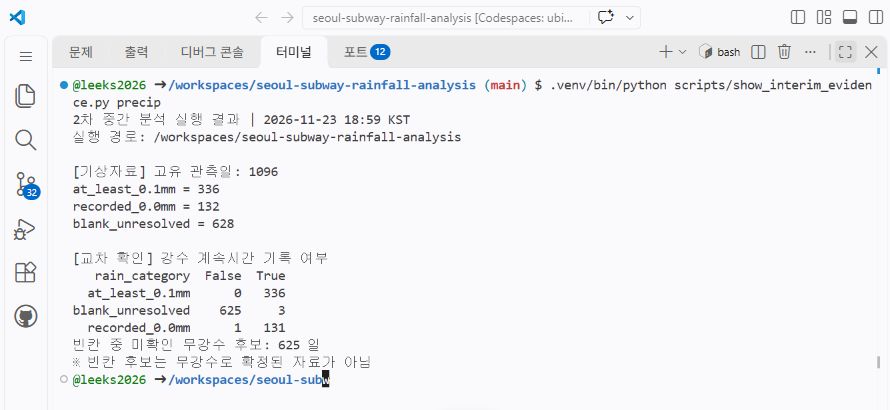 seoul-subway-rainfall-analysis [Codespaces: ubi...
문제 출력 디버그 콘솔 터미널 포트 12
bash
@leeks2026 ➜/workspaces/seoul-subway-rainfall-analysis (main) $ .venv/bin/python scripts/show_interim_eviden
ce.py precip
2차 중간 분석 실행 결과 | 2026-11-23 18:59 KST
실행 경로: /workspaces/seoul-subway-rainfall-analysis
[기상자료] 고유 관측일: 1096
at_least_0.1mm = 336
recorded_0.0mm = 132
blank_unresolved = 628
[교차 확인] 강수 계속시간 기록 여부
rain_category False True
at_least_0.1mm 0 336
blank_unresolved 625 3
recorded_0.0mm 1 131
빈칸 중 미확인 무강수 후보: 625 일
※ 빈칸 후보는 무강수로 확정된 자료가 아님
@leeks2026 ➜/workspaces/seoul-subw
32